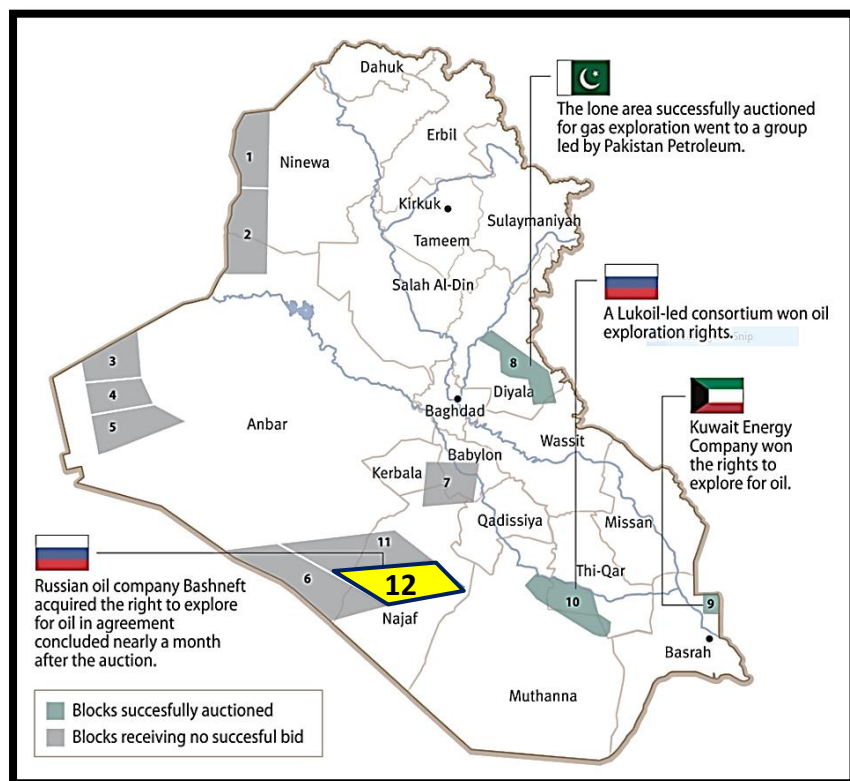 Dahuk
The lone area successfully auctioned
for gas exploration went to a group
led by Pakistan Petroleum.
Erbil
1
Ninewa
Kirkuk
Sulaymaniyah
2
Tameem
Salah Al-Din
A Lukoil-led consortium won oil
exploration rights.
Snip
3
8
4
Diyala
Baghdad
5
Anbar
Kuwait Energy
Company won
the rights to
explore for oil.
Wassit
Babylon
Kerbala
7
Qadissiya
Missan
11
Thi-Qar
6
12
Russian oil company Bashneft
acquired the right to explore
for oil in agreement
concluded nearly a month
after the auction.
10
9
Najaf
Basrah
Muthanna
Blocks succesfully auctioned
Blocks receiving no succesful bid